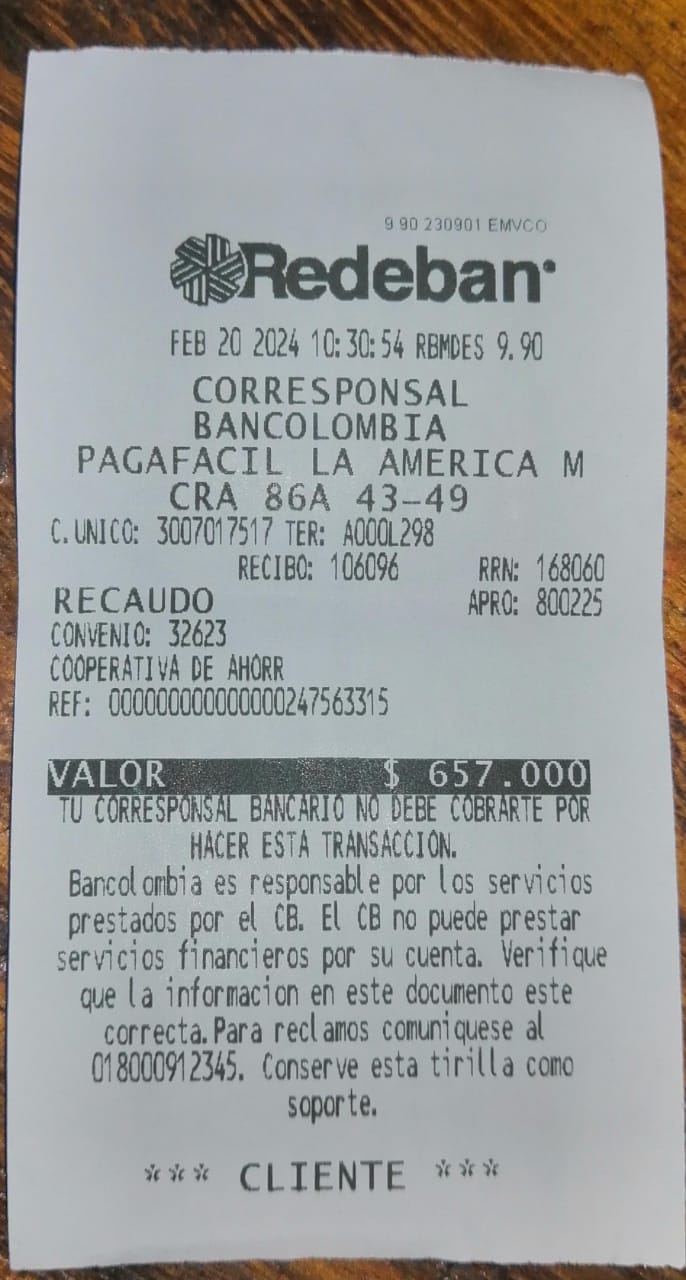 9 90 230901 EMVCO
Redeban
FEB 20 2024 10:30:54 RBMDES 9.90
CORRESPONSAL
BANCOLOMBIA
PAGAFACIL LA AMERICA M
CRA 86A 43-49
C.UNICO: 3007017517 TER: A000L298
RECIBO: 106096 RRN: 168060
RECAUDO APRO: 800225
CONVENIO: 32623
COOPERATIVA DE AHORR
REF: 000000000000000247563315
VALOR $ 657.000
TU CORRESPONSAL BANCARIO NO DEBE COBRARTE POR
HACER ESTA TRANSACCION.
Bancolombia es responsable por los servicios
prestados por el CB. El CB no puede prestar
servicios financieros por su cuenta. Verifique
que la informacion en este documento este
correcta.Para reclamos comuniquese al
018000912345. Conserve esta tirilla como
soporte.
*** CLIENTE ***